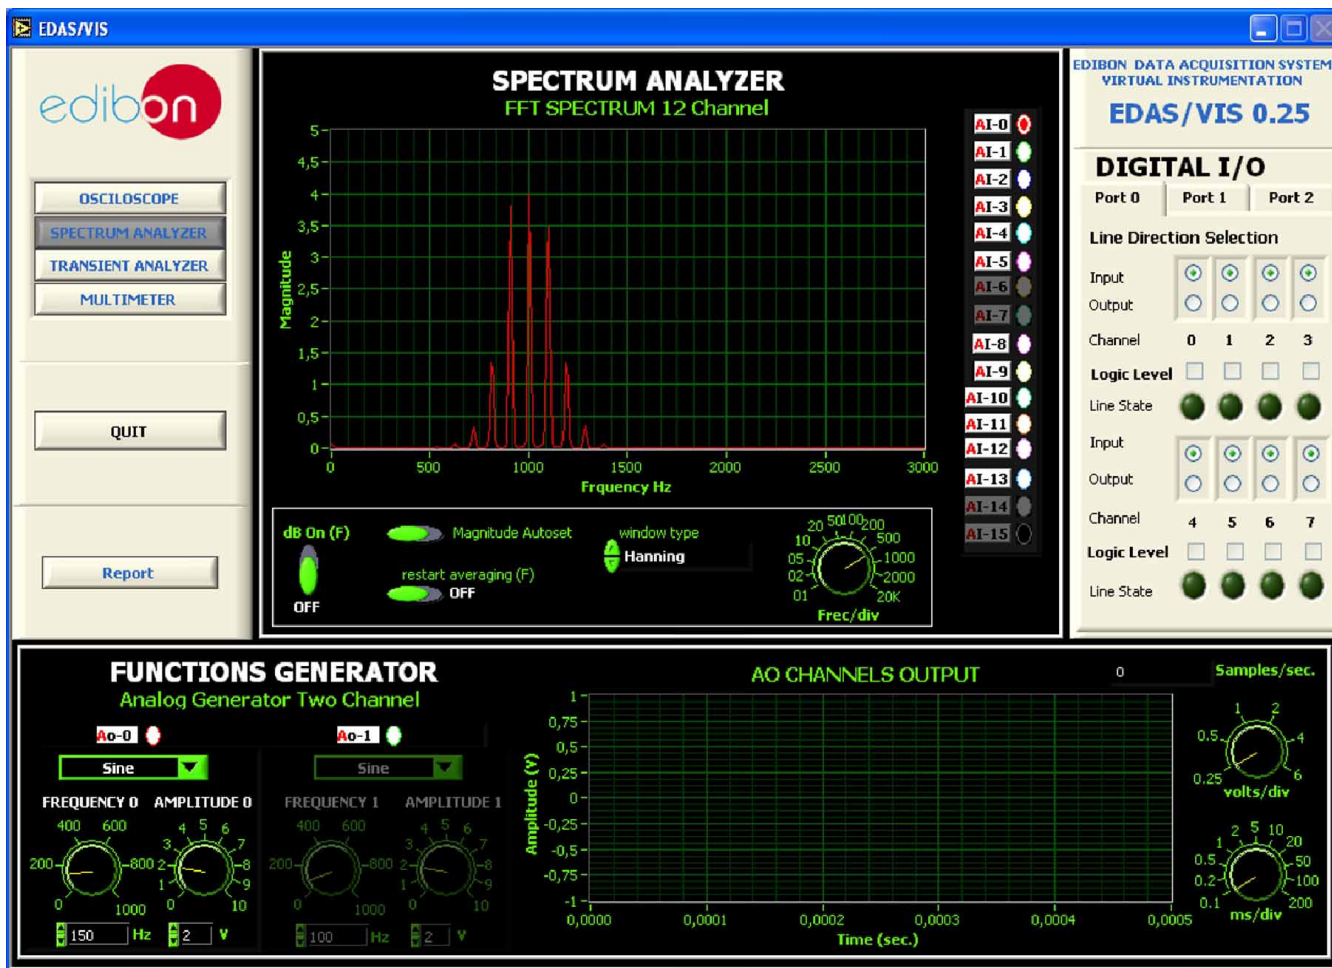 EDAS/VIS
edibon
OSCILOSCOPE
SPECTRUM ANALYZER
TRANSIENT ANALYZER
MULTIMETER
QUIT
Report
SPECTRUM ANALYZER
FFT SPECTRUM 12 Channel
Magnitude
5
4,5
4
3,5
3
2,5
2
1,5
1
0,5
0
0 500 1000 1500 2000 2500 3000
Frquency Hz
AI-0
AI-1
AI-2
AI-3
AI-4
AI-5
AI-6
AI-7
AI-8
AI-9
AI-10
AI-11
AI-12
AI-13
AI-14
AI-15
dB On (F)
OFF
Magnitude Autoset
restart averaging (F)
OFF
window type
Hanning
01 02 05 10 20 50 100 200 500 1000 2000 20K
Frec/div
EDIBON DATA ACQUISITION SYSTEM
VIRTUAL INSTRUMENTATION
EDAS/VIS 0.25
DIGITAL I/O
Port 0 Port 1 Port 2
Line Direction Selection
Input
Output
Channel 0 1 2 3
Logic Level
Line State
Input
Output
Channel 4 5 6 7
Logic Level
Line State
FUNCTIONS GENERATOR
Analog Generator Two Channel
Ao-0 Ao-1
Sine Sine
FREQUENCY 0 AMPLITUDE 0 FREQUENCY 1 AMPLITUDE 1
0 200 400 600 800 1000
0 1 2 3 4 5 6 7 8 9 10
0 200 400 600 800 1000
0 1 2 3 4 5 6 7 8 9 10
150 Hz 2 V 100 Hz 2 V
AO CHANNELS OUTPUT
0
Samples/sec.
Amplitude (v)
1
0,75
0,5
0,25
0
-0,25
-0,5
-0,75
-1
0,0000 0,0001 0,0002 0,0003 0,0004 0,0005
Time (sec.)
0.25 0.5 1 2 4 6
volts/div
0.1 0.2 0.5 1 2 5 10 20 50 100 200
ms/div